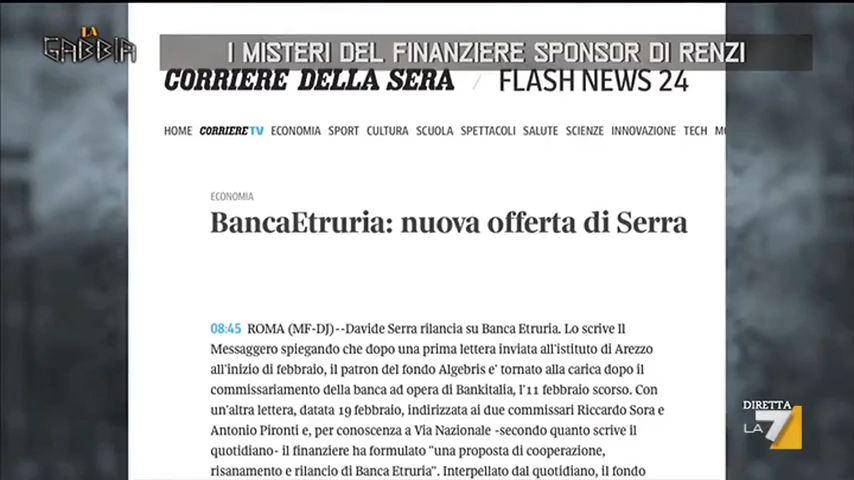 LA GABBIA
I MISTERI DEL FINANZIERE SPONSOR DI RENZI
CORRIERE DELLA SERA / FLASH NEWS 24
HOME CORRIERETV ECONOMIA SPORT CULTURA SCUOLA SPETTACOLI SALUTE SCIENZE INNOVAZIONE TECH
ECONOMIA
BancaEtruria: nuova offerta di Serra
08:45 ROMA (MF-DJ)--Davide Serra rilancia su Banca Etruria. Lo scrive Il
Messaggero spiegando che dopo una prima lettera inviata all'istituto di Arezzo
all'inizio di febbraio, il patron del fondo Algebris e' tornato alla carica dopo il
commissariamento della banca ad opera di Bankitalia, l'11 febbraio scorso. Con
un'altra lettera, datata 19 febbraio, indirizzata ai due commissari Riccardo Sora e
Antonio Pironti e, per conoscenza a Via Nazionale -secondo quanto scrive il
quotidiano- il finanziere ha formulato "una proposta di cooperazione,
risanamento e rilancio di Banca Etruria". Interpellato dal quotidiano, il fondo
DIRETTA
LA 7